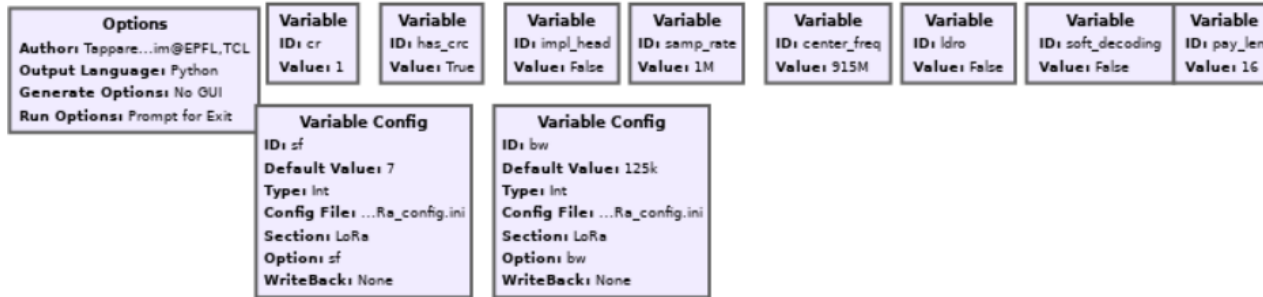 Options
Author: Tappare...im@EPFL,TCL
Output Language: Python
Generate Options: No GUI
Run Options: Prompt for Exit
Variable
ID: cr
Value: 1
Variable
ID: has_crc
Value: True
Variable
ID: impl_head
Value: False
Variable
ID: samp_rate
Value: 1M
Variable
ID: center_freq
Value: 915M
Variable
ID: ldro
Value: False
Variable
ID: soft_decoding
Value: False
Variable
ID: pay_len
Value: 16
Variable Config
ID: sf
Default Value: 7
Type: Int
Config File: ...Ra_config.ini
Section: LoRa
Option: sf
WriteBack: None
Variable Config
ID: bw
Default Value: 125k
Type: Int
Config File: ...Ra_config.ini
Section: LoRa
Option: bw
WriteBack: None